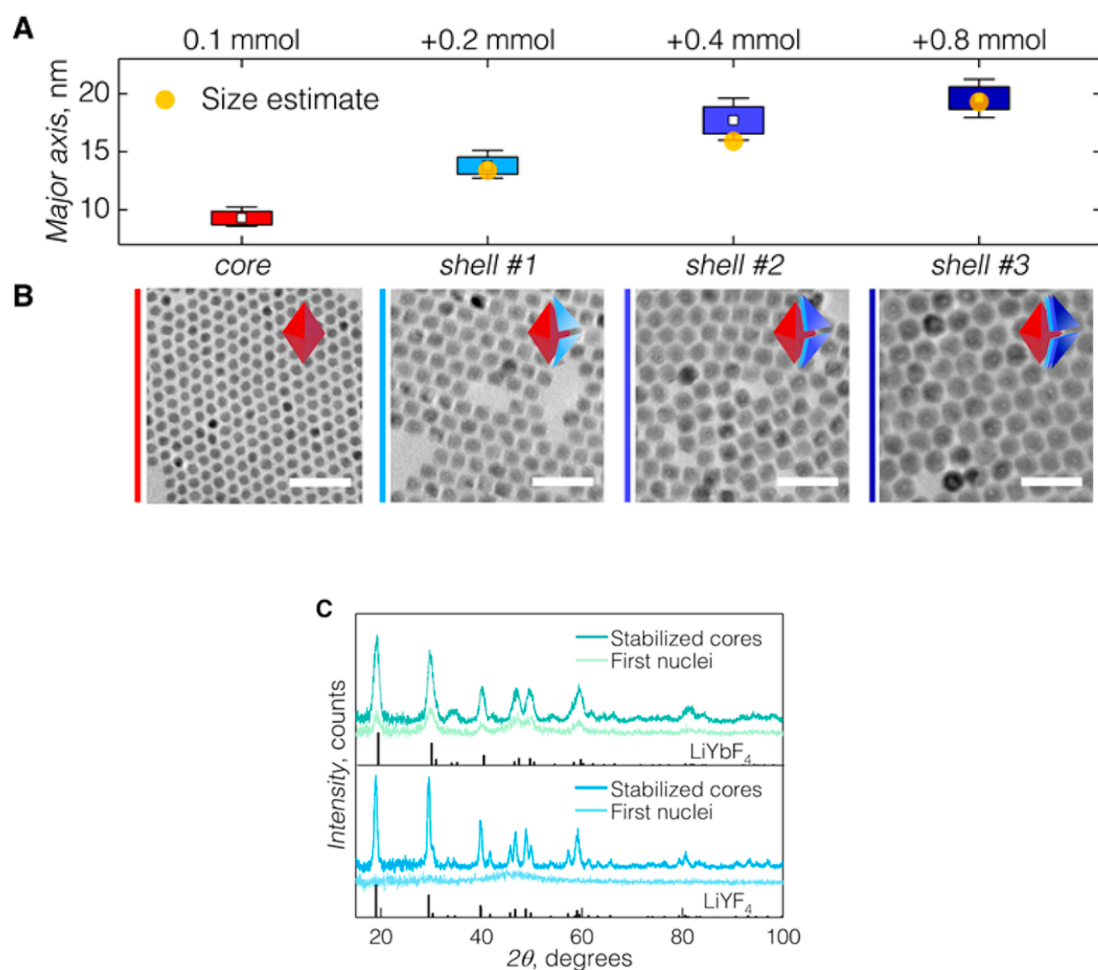 A
0.1 mmol +0.2 mmol +0.4 mmol +0.8 mmol
Major axis, nm
20
15
10
Size estimate
core shell #1 shell #2 shell #3
B
C
Intensity, counts
Stabilized cores
First nuclei
LiYbF4
Stabilized cores
First nuclei
LiYF4
20 40 60 80 100
2θ, degrees